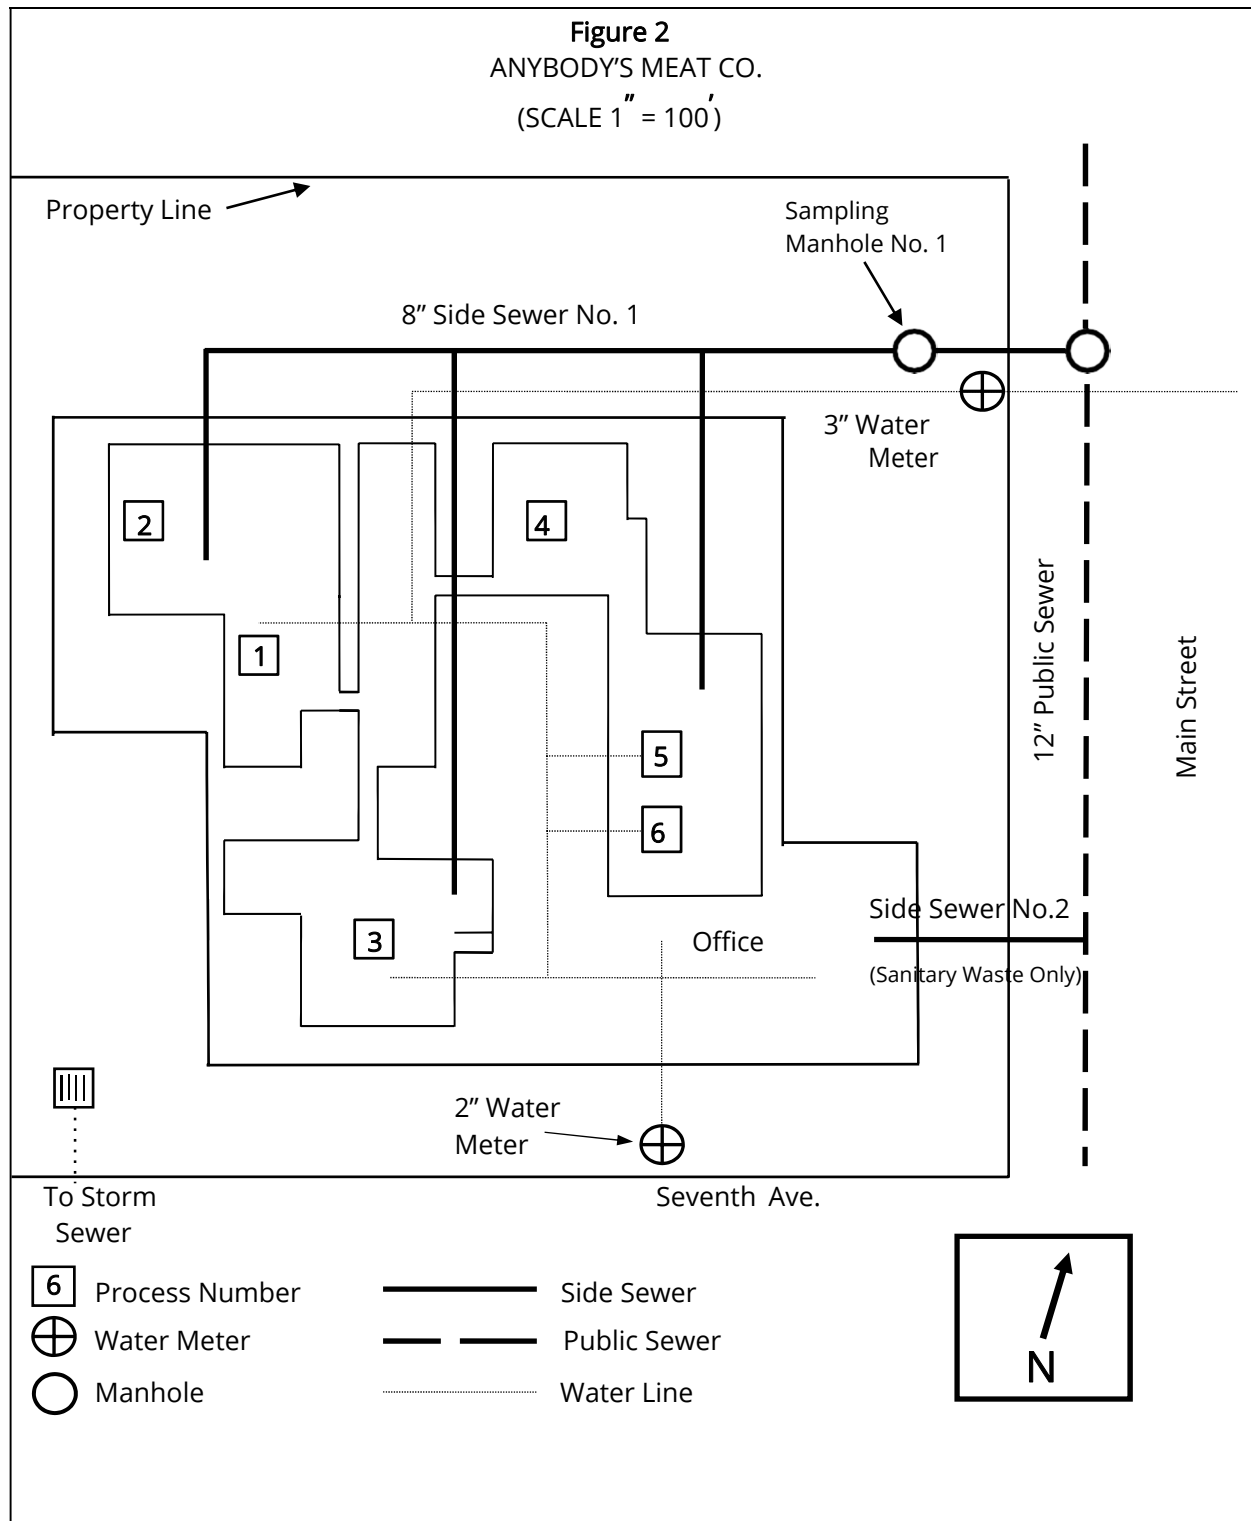 Figure 2
ANYBODY'S MEAT CO.
(SCALE 1" = 100')
Property Line
Sampling
Manhole No. 1
8” Side Sewer No. 1
3” Water
Meter
2
4
1
5
6
3
12” Public Sewer
Main Street
Side Sewer No.2
Office
(Sanitary Waste Only)
2” Water
Meter
To Storm
Sewer
Seventh Ave.
6 Process Number
Side Sewer
Water Meter
Public Sewer
Manhole
Water Line
N